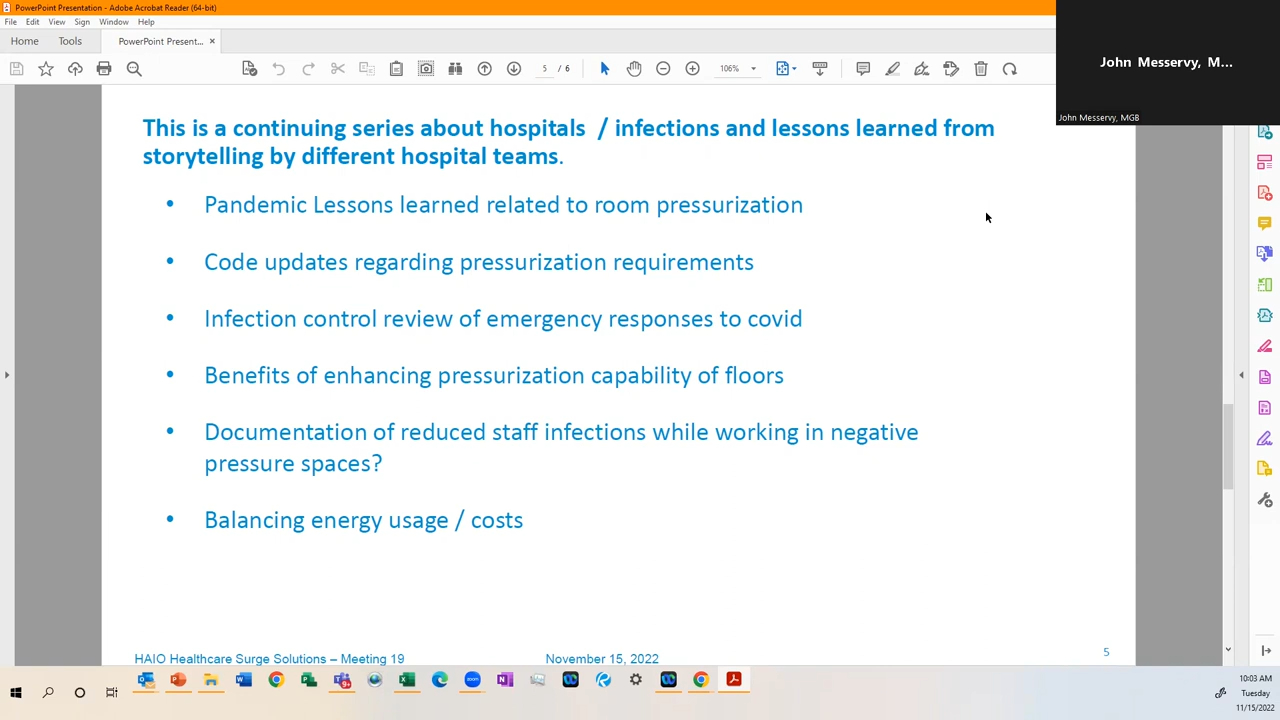 PowerPoint Presentation - Adobe Acrobat Reader (64-bit)
File Edit View Sign Window Help
Home Tools PowerPoint Present... ×
5 / 6 106%
John Messervy, M...
John Messervy, MGB
This is a continuing series about hospitals / infections and lessons learned from
storytelling by different hospital teams.
• Pandemic Lessons learned related to room pressurization
• Code updates regarding pressurization requirements
• Infection control review of emergency responses to covid
• Benefits of enhancing pressurization capability of floors
• Documentation of reduced staff infections while working in negative
pressure spaces?
• Balancing energy usage / costs
HAIO Healthcare Surge Solutions – Meeting 19 November 15, 2022 5
10:03 AM
Tuesday
11/15/2022